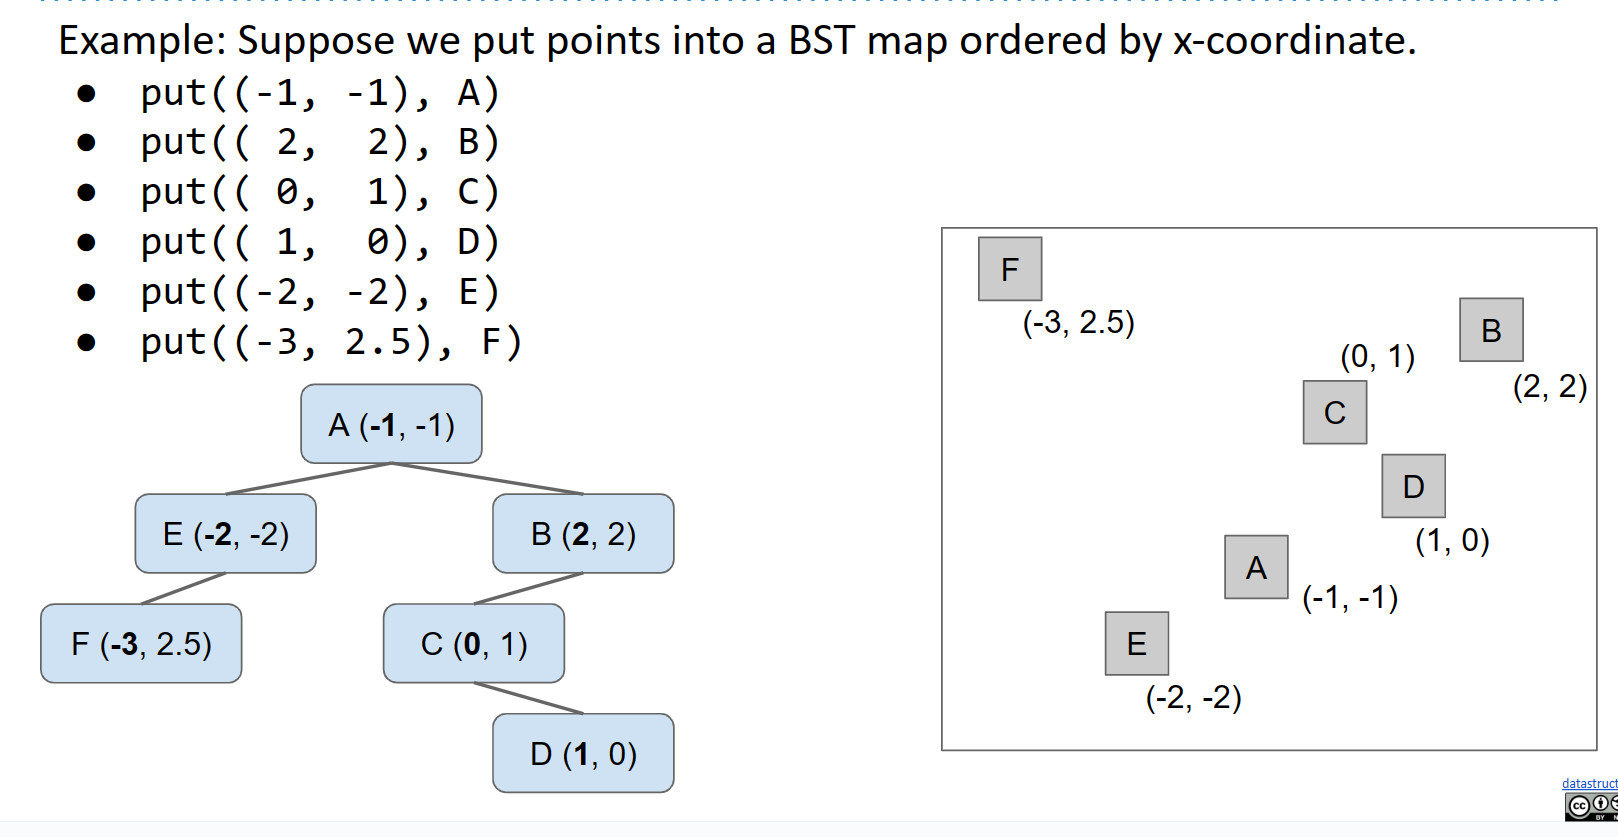 Example: Suppose we put points into a BST map ordered by x-coordinate.
● put((-1, -1), A)
● put(( 2, 2), B)
● put(( 0, 1), C)
● put(( 1, 0), D)
● put((-2, -2), E)
● put((-3, 2.5), F)
A (-1, -1)
E (-2, -2)
B (2, 2)
F (-3, 2.5)
C (0, 1)
D (1, 0)
F
(-3, 2.5)
B
(2, 2)
(0, 1)
C
D
(1, 0)
A
(-1, -1)
E
(-2, -2)
datastruct
cc
BY N